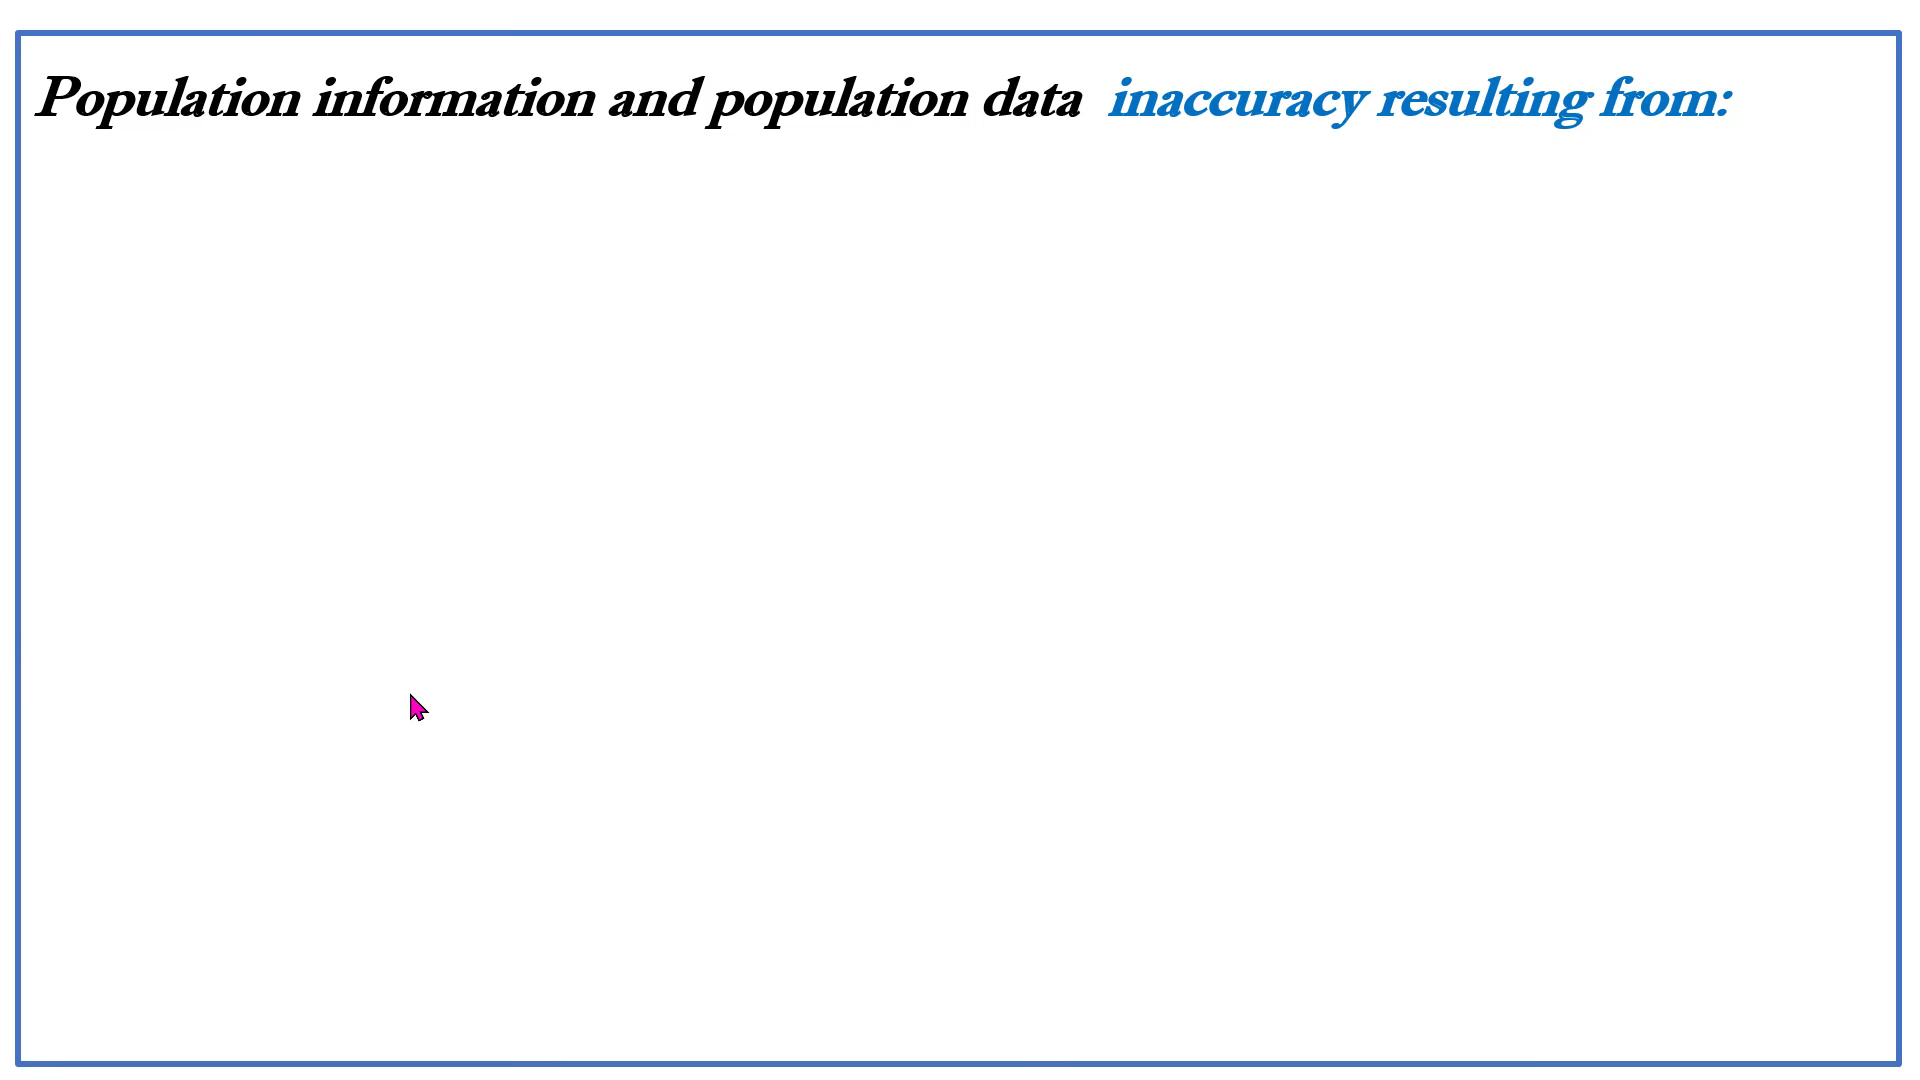 Population information and population data  inaccuracy resulting from: